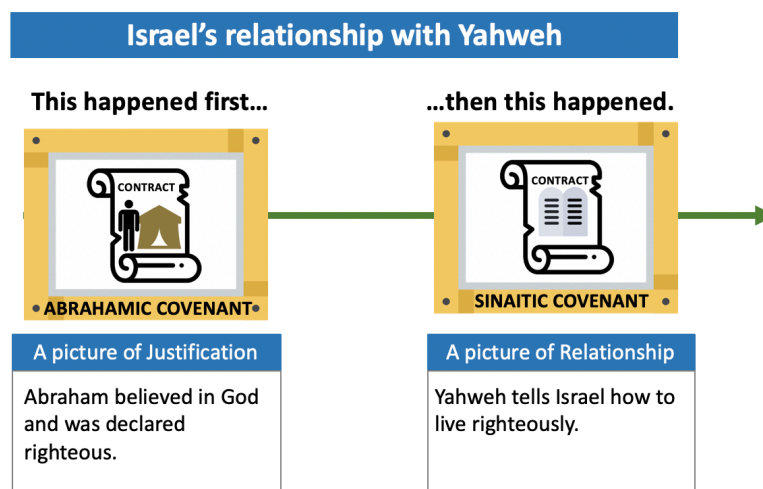 Israel’s relationship with Yahweh
This happened first…
…then this happened.
CONTRACT
CONTRACT
ABRAHAMIC COVENANT
SINAITIC COVENANT
A picture of Justification
A picture of Relationship
Abraham believed in God
and was declared
righteous.
Yahweh tells Israel how to
live righteously.